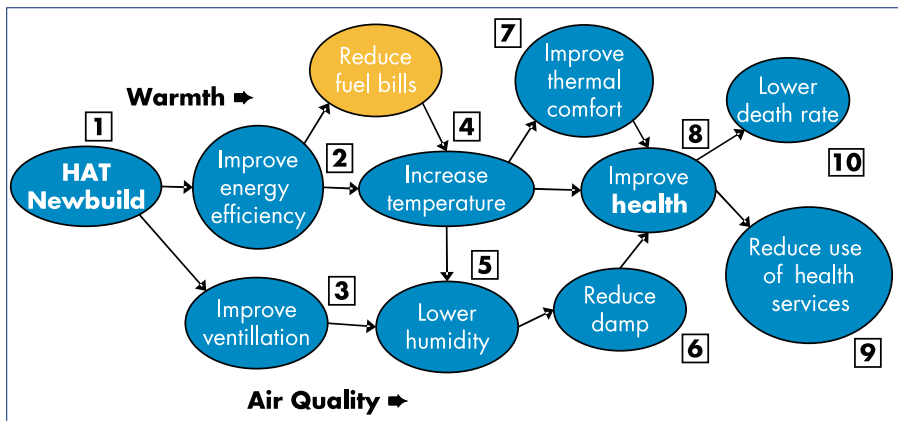 Warmth
1
HAT
Newbuild
Improve
energy
efficiency
2
Reduce
fuel bills
4
Increase
temperature
7
Improve
thermal
comfort
8
Improve
health
Lower
death rate
10
Reduce use
of health
services
9
Improve
ventillation
3
5
Lower
humidity
Reduce
damp
6
Air Quality